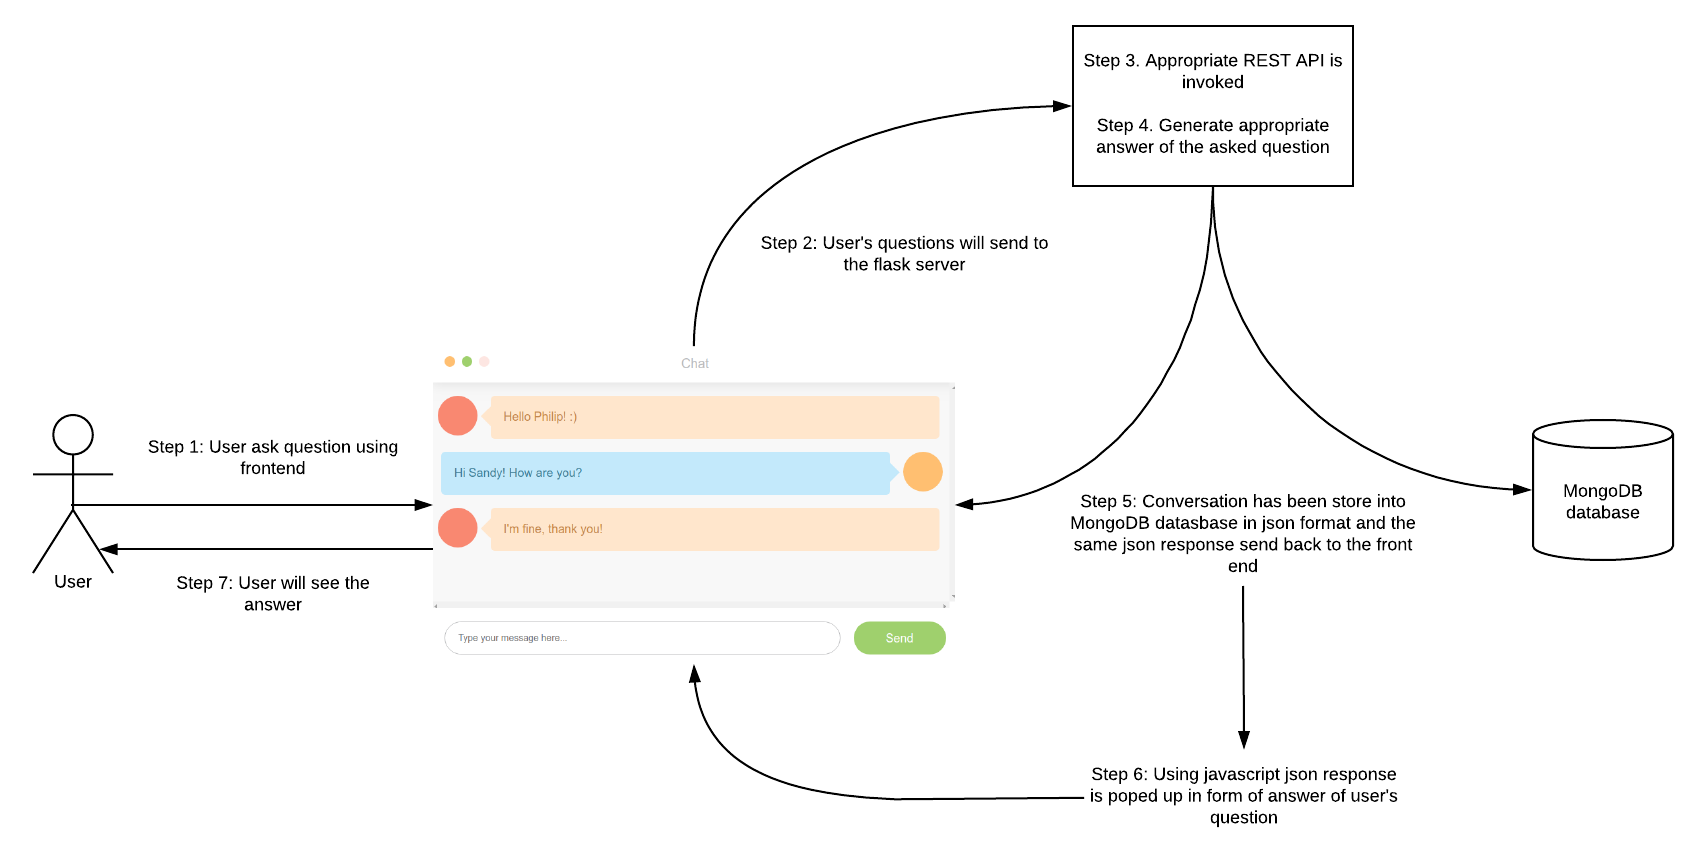 Step 3. Appropriate REST API is
invoked
Step 4. Generate appropriate
answer of the asked question
Step 2: User's questions will send to
the flask server
Chat
Hello Philip! :)
Hi Sandy! How are you?
I'm fine, thank you!
Type your message here...
Send
Step 1: User ask question using
frontend
User
Step 7: User will see the
answer
Step 5: Conversation has been store into
MongoDB datasbase in json format and the
same json response send back to the front
end
MongoDB
database
Step 6: Using javascript json response
is poped up in form of answer of user's
question